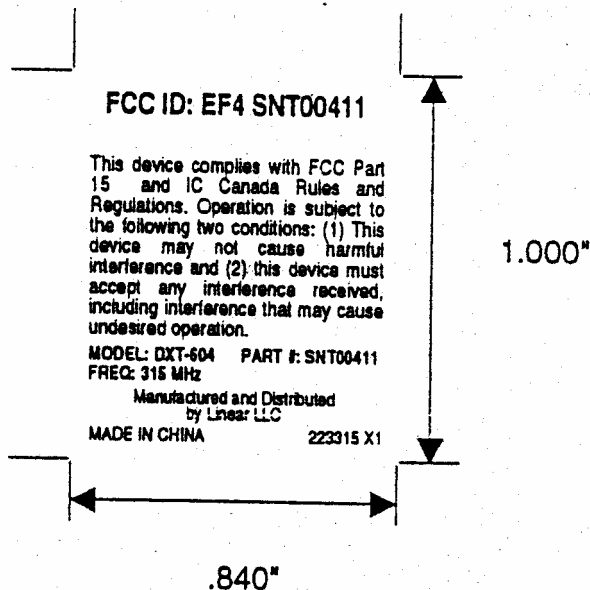 FCC ID: EF4 SNT00411
This device complies with FCC Part
15 and IC Canada Rules and
Regulations. Operation is subject to
the following two conditions: (1) This
device may not cause harmful
interference and (2) this device must
accept any interference received,
including interference that may cause
undesired operation.
MODEL: DXT-604 PART #: SNT00411
FREQ: 315 MHz
Manufactured and Distributed
by Linear LLC
MADE IN CHINA 223315 X1
1.000"
.840"